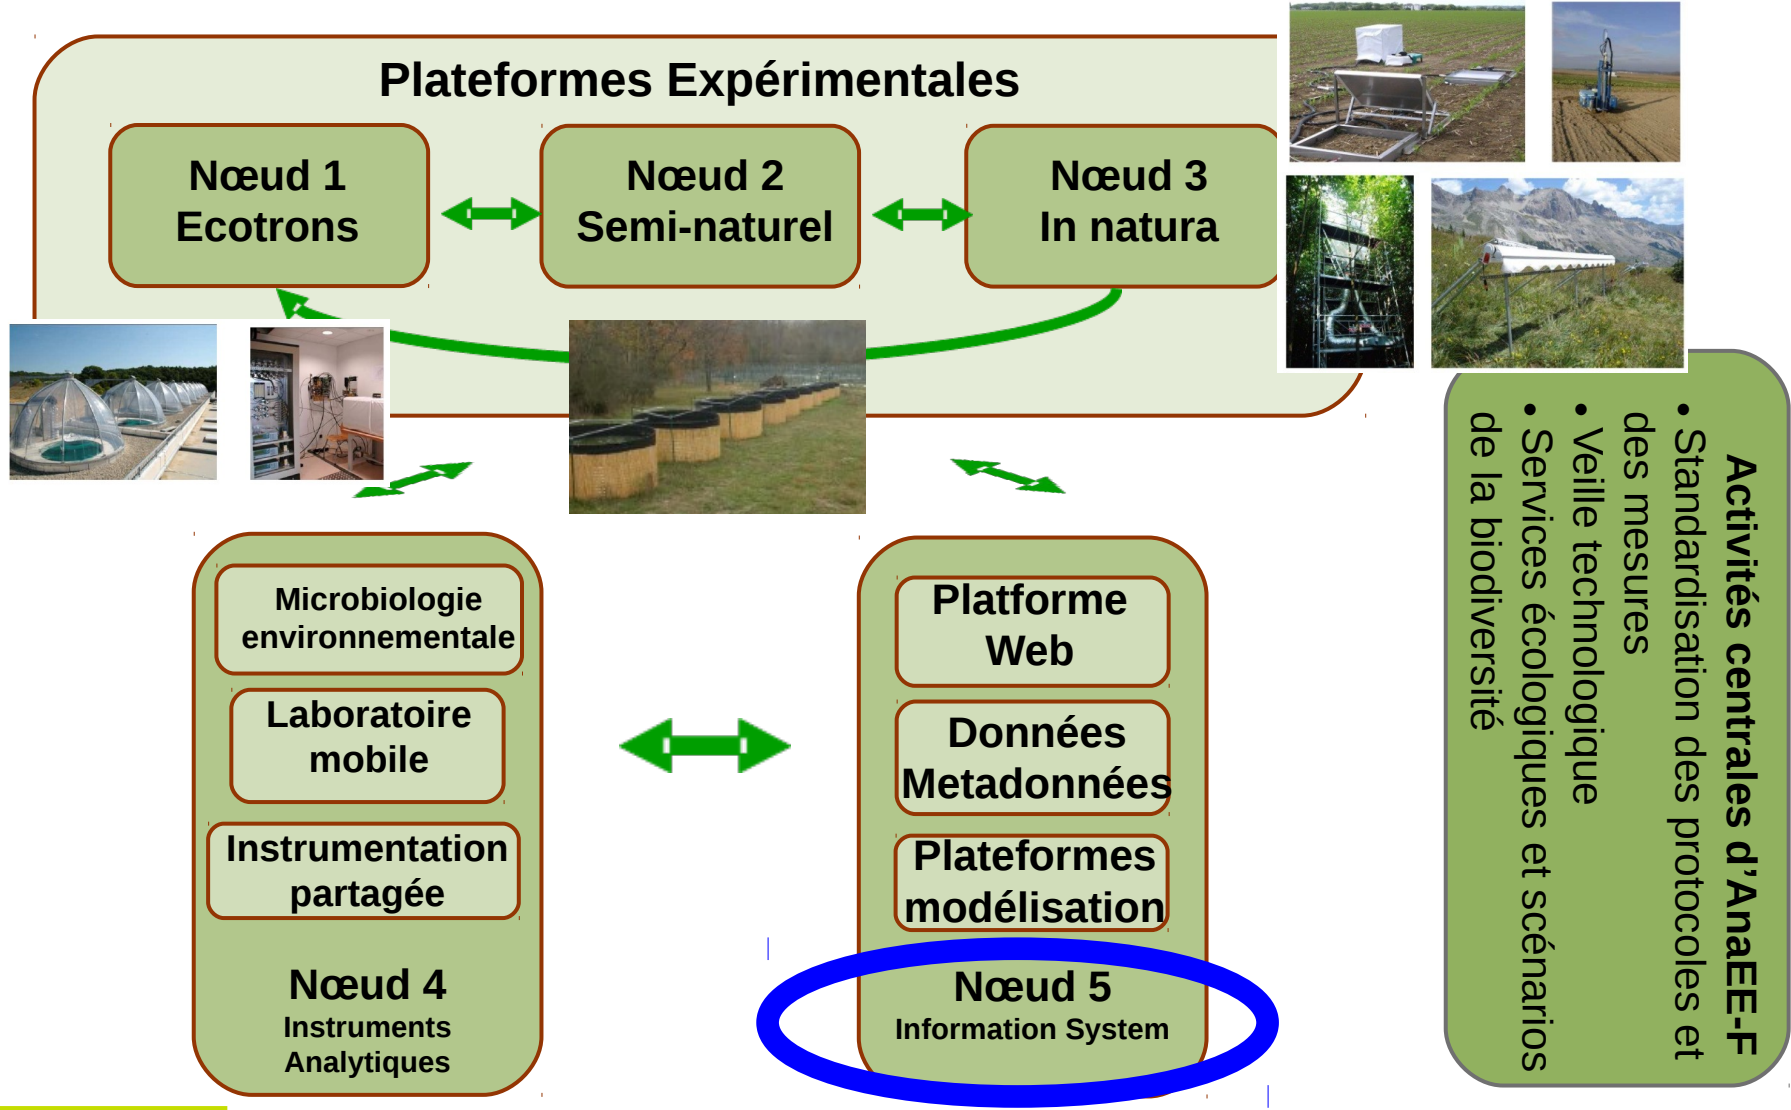 Plateformes Expérimentales
Nœud 1
Ecotrons
Nœud 2
Semi-naturel
Nœud 3
In natura
Microbiologie
environnementale
Laboratoire
mobile
Instrumentation
partagée
Nœud 4
Instruments
Analytiques
Platforme
Web
Données
Metadonnées
Plateformes
modélisation
Nœud 5
Information System
Activités centrales d’AnaEE-F
• Standardisation des protocoles et
des mesures
• Veille technologique
• Services écologiques et scénarios
de la biodiversité